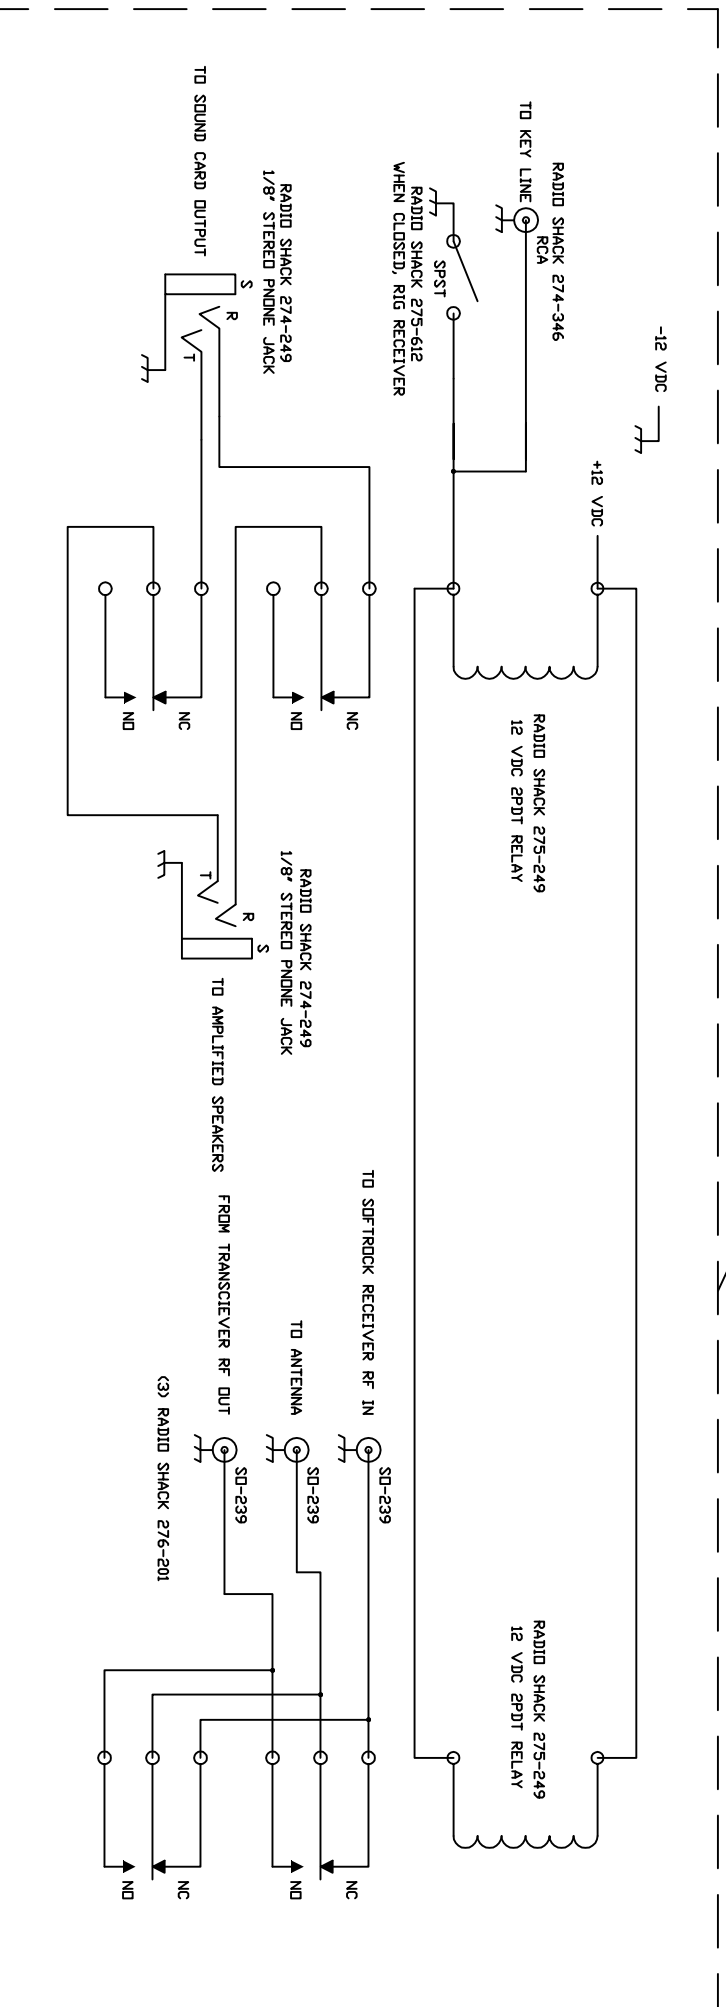 -12 VDC
+12 VDC
RADIO SHACK 274-346
TO KEY LINE
RCA
SPST
RADIO SHACK 275-612
WHEN CLOSED, RIG RECEIVER
RADIO SHACK 274-249
1/8" STEREO PNONE JACK
TO SOUND CARD OUTPUT
S
R
T
RADIO SHACK 275-249
12 VDC 2PDT RELAY
NC
NO
NC
NO
RADIO SHACK 274-249
1/8" STEREO PNONE JACK
S
R
T
TO AMPLIFIED SPEAKERS
TO SOFTROCK RECEIVER RF IN
SO-239
TO ANTENNA
SO-239
FROM TRANSCIEVER RF OUT
SO-239
(3) RADIO SHACK 276-201
RADIO SHACK 275-249
12 VDC 2PDT RELAY
NC
NO
NC
NO